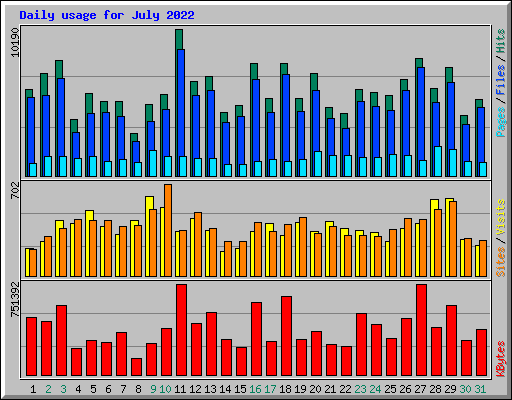 Daily usage for July 2022
10190
Pages / Files / Hits
702
Sites / Visits
751392
KBytes
1 2 3 4 5 6 7 8 9 10 11 12 13 14 15 16 17 18 19 20 21 22 23 24 25 26 27 28 29 30 31